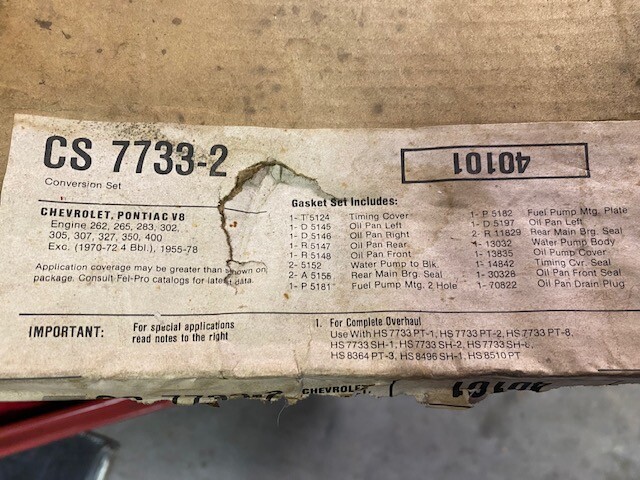 CS 7733-2
Conversion Set
40101
CHEVROLET, PONTIAC V8
Engine 262, 265, 283, 302,
305, 307, 327, 350, 400
Exc. (1970-72.4 Bbl.), 1955-78
Application coverage may be greater than shown on
package. Consult Fel-Pro catalogs for latest data.
Gasket Set Includes:
1- T 5124 Timing Cover
1- D 5145 Oil Pan Left
1- D 5146 Oil Pan Right
1- R 5147 Oil Pan Rear
1- R 5148 Oil Pan Front
2- 5152 Water Pump to Blk.
2- A 5156 Rear Main Brg. Seal
1- P 5181 Fuel Pump Mtg. 2 Hole
1- P 5182 Fuel Pump Mtg. Plate
1- D 5197 Oil Pan Left
2- R 11829 Rear Main Brg. Seal
1- 13032 Water Pump Body
1- 13835 Oil Pump Cover
1- 14842 Timing Cvr. Seal
1- 30328 Oil Pan Front Seal
1- 70822 Oil Pan Drain Plug
IMPORTANT:
For special applications
read notes to the right
1. For Complete Overhaul
Use With HS 7733 PT-1, HS 7733 PT-2, HS 7733 PT-8,
HS 7733 SH-1, HS 7733 SH-2, HS 7733 SH-6,
HS 8364 PT-3, HS 8496 SH-1, HS 8510 PT
CS 7733-2
CHEVROLET,
40101